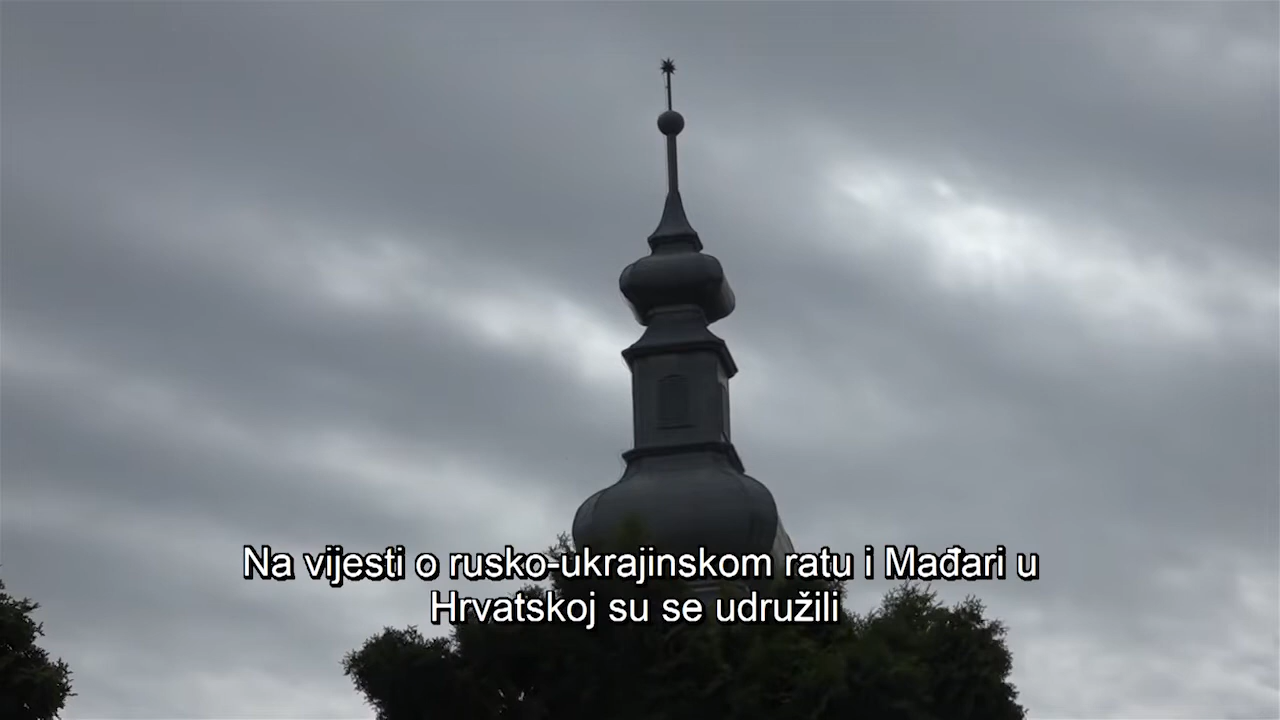 Na vijesti o rusko-ukrajinskom ratu i Mađari u
Hrvatskoj su se udružili